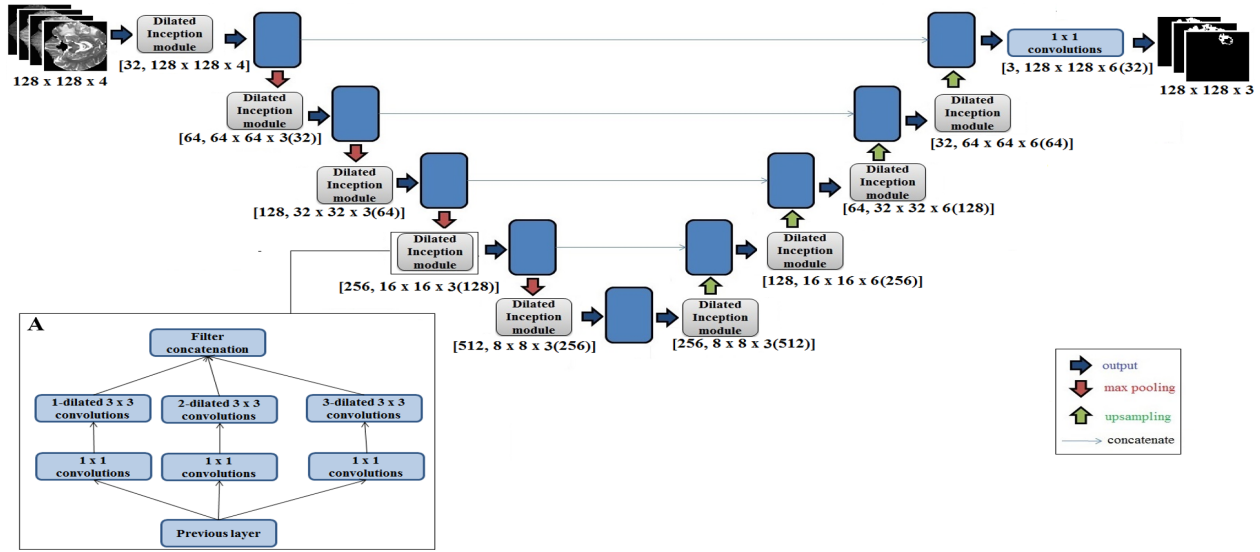 Dilated
Inception
module
128 x 128 x 4
[32, 128 x 128 x 4]
1 x 1
convolutions
[3, 128 x 128 x 6(32)]
128 x 128 x 3
Dilated
Inception
module
[64, 64 x 64 x 3(32)]
Dilated
Inception
module
[32, 64 x 64 x 6(64)]
Dilated
Inception
module
[128, 32 x 32 x 3(64)]
Dilated
Inception
module
[64, 32 x 32 x 6(128)]
Dilated
Inception
module
[256, 16 x 16 x 3(128)]
Dilated
Inception
module
[128, 16 x 16 x 6(256)]
Dilated
Inception
module
[512, 8 x 8 x 3(256)]
Dilated
Inception
module
[256, 8 x 8 x 3(512)]
A
Filter
concatenation
1-dilated 3 x 3
convolutions
2-dilated 3 x 3
convolutions
3-dilated 3 x 3
convolutions
1 x 1
convolutions
1 x 1
convolutions
1 x 1
convolutions
Previous layer
output
max pooling
upsampling
concatenate